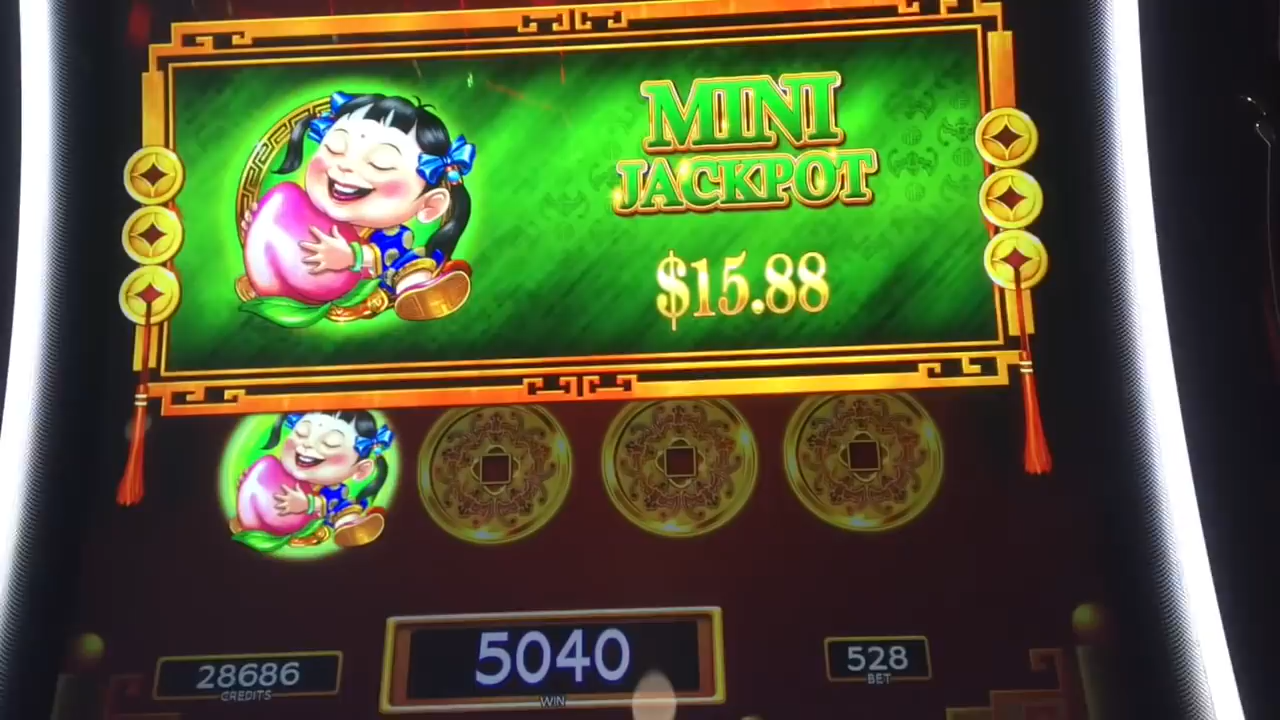 MINI
JACKPOT
$15.88
28686
CREDITS
5040
WIN
528
BET